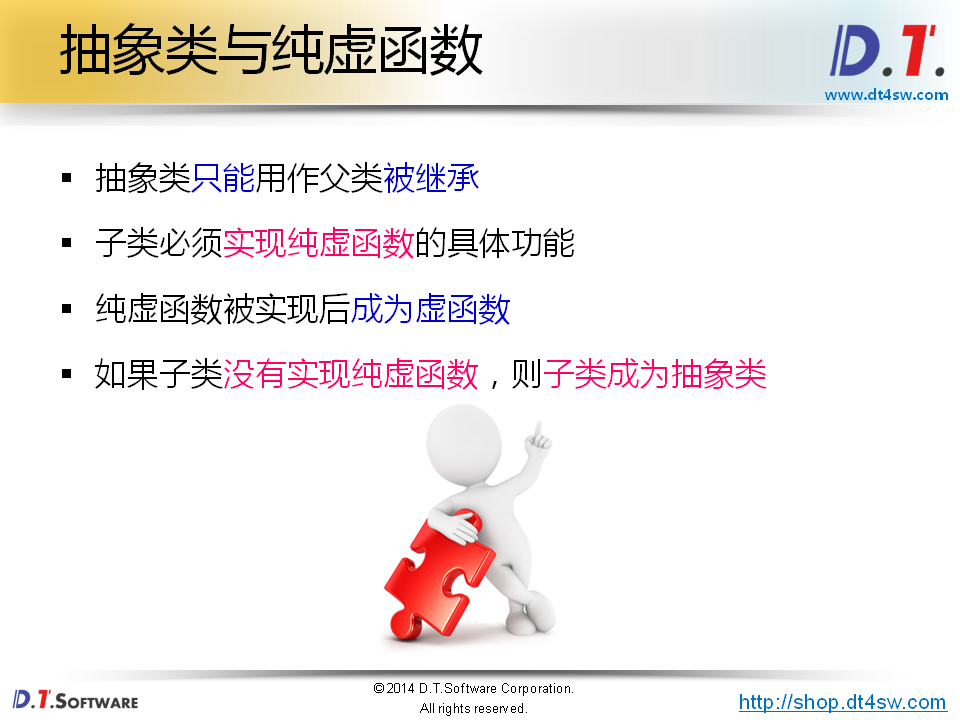 抽象类与纯虚函数
D.T.
www.dt4sw.com
▪ 抽象类只能用作父类被继承
▪ 子类必须实现纯虚函数的具体功能
▪ 纯虚函数被实现后成为虚函数
▪ 如果子类没有实现纯虚函数，则子类成为抽象类
D.T.SOFTWARE
©2014 D.T.Software Corporation.
All rights reserved.
http://shop.dt4sw.com